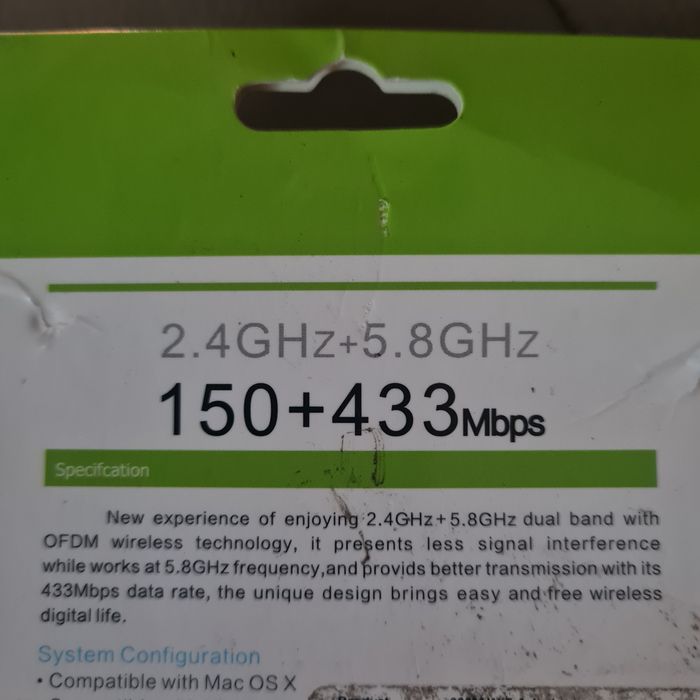 2.4GHz+5.8GHz
150+433Mbps
Specifcation
New experience of enjoying 2.4GHz+5.8GHz dual band with
OFDM wireless technology, it presents less signal interference
while works at 5.8GHz frequency,and provids better transmission with its
433Mbps data rate, the unique design brings easy and free wireless
digital life.
System Configuration
• Compatible with Mac OS X